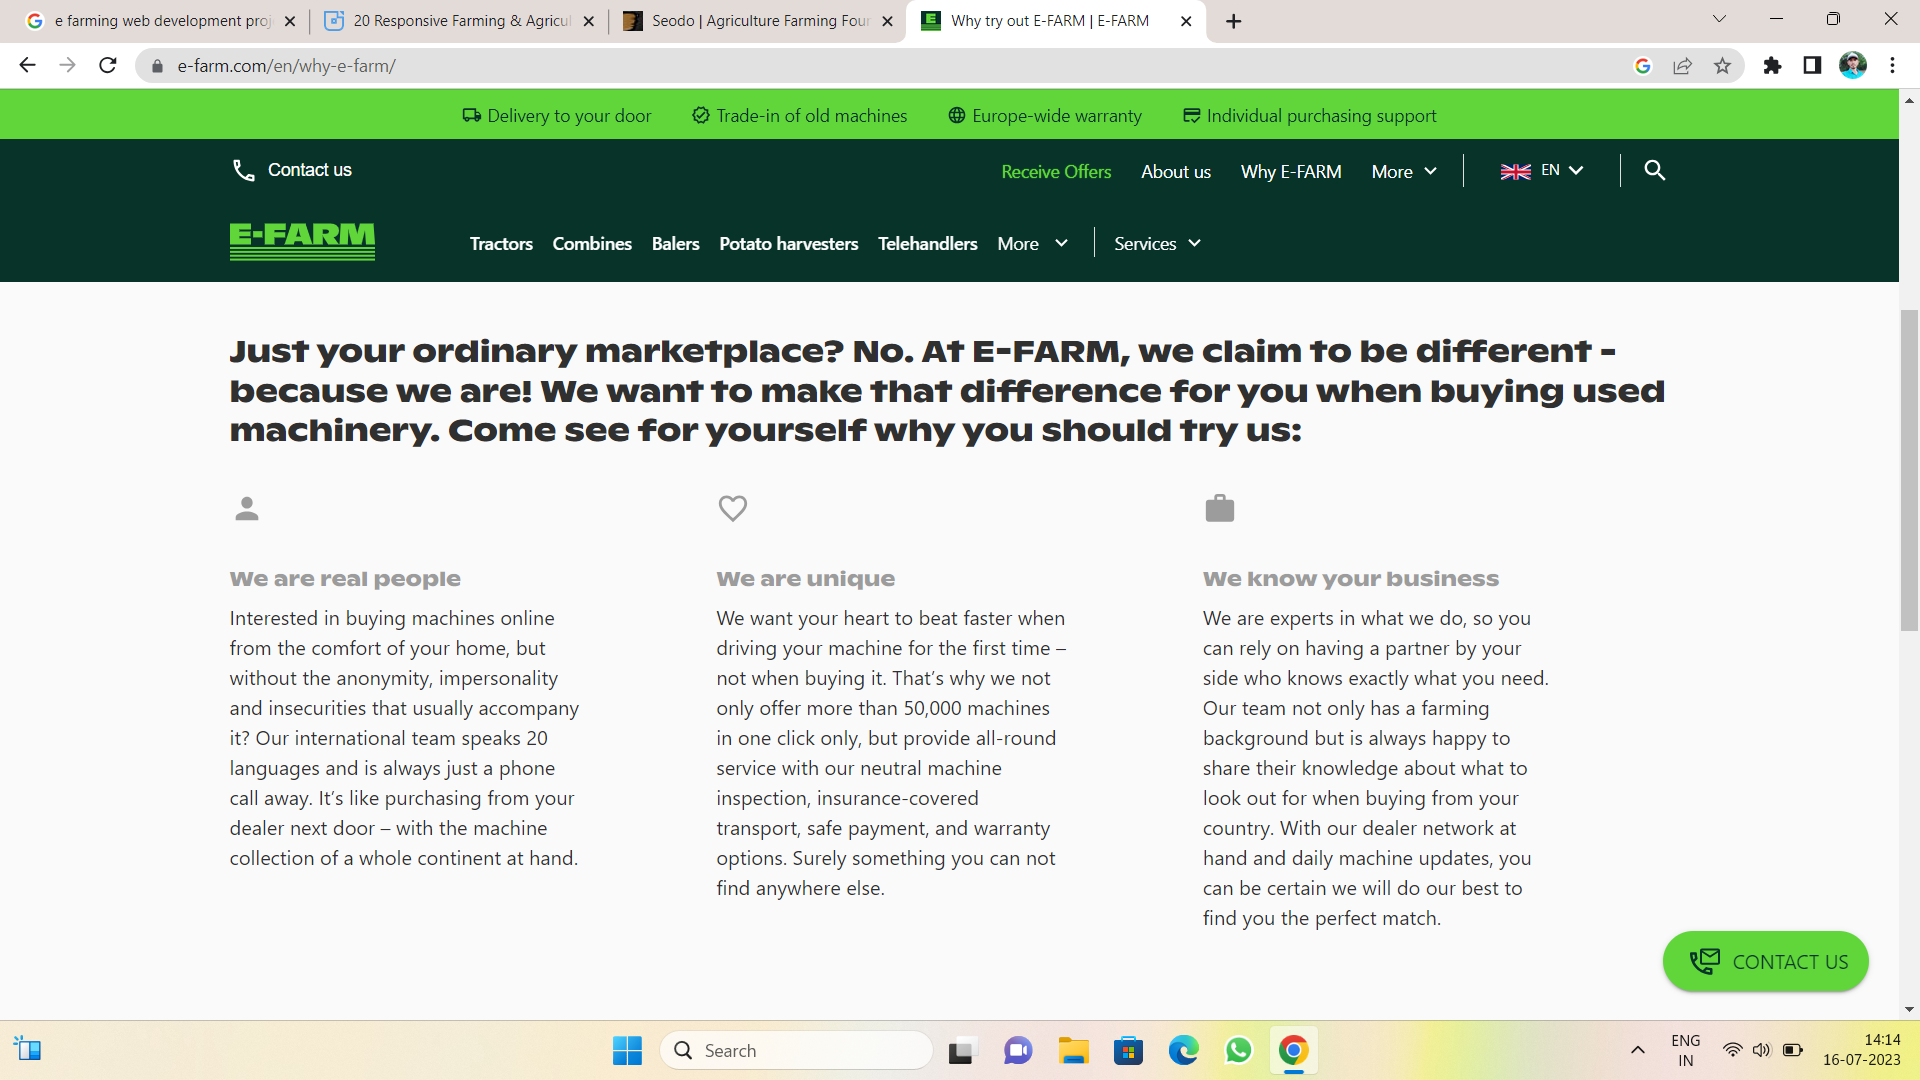 e farming web development proj
20 Responsive Farming & Agricul
Seodo | Agriculture Farming Foun
Why try out E-FARM | E-FARM
e-farm.com/en/why-e-farm/
Delivery to your door
Trade-in of old machines
Europe-wide warranty
Individual purchasing support
Contact us
Receive Offers
About us
Why E-FARM
More
EN
E-FARM
Tractors
Combines
Balers
Potato harvesters
Telehandlers
More
Services
Just your ordinary marketplace? No. At E-FARM, we claim to be different -
because we are! We want to make that difference for you when buying used
machinery. Come see for yourself why you should try us:
We are real people
Interested in buying machines online
from the comfort of your home, but
without the anonymity, impersonality
and insecurities that usually accompany
it? Our international team speaks 20
languages and is always just a phone
call away. It's like purchasing from your
dealer next door – with the machine
collection of a whole continent at hand.
We are unique
We want your heart to beat faster when
driving your machine for the first time –
not when buying it. That's why we not
only offer more than 50,000 machines
in one click only, but provide all-round
service with our neutral machine
inspection, insurance-covered
transport, safe payment, and warranty
options. Surely something you can not
find anywhere else.
We know your business
We are experts in what we do, so you
can rely on having a partner by your
side who knows exactly what you need.
Our team not only has a farming
background but is always happy to
share their knowledge about what to
look out for when buying from your
country. With our dealer network at
hand and daily machine updates, you
can be certain we will do our best to
find you the perfect match.
CONTACT US
Search
ENG
IN
14:14
16-07-2023